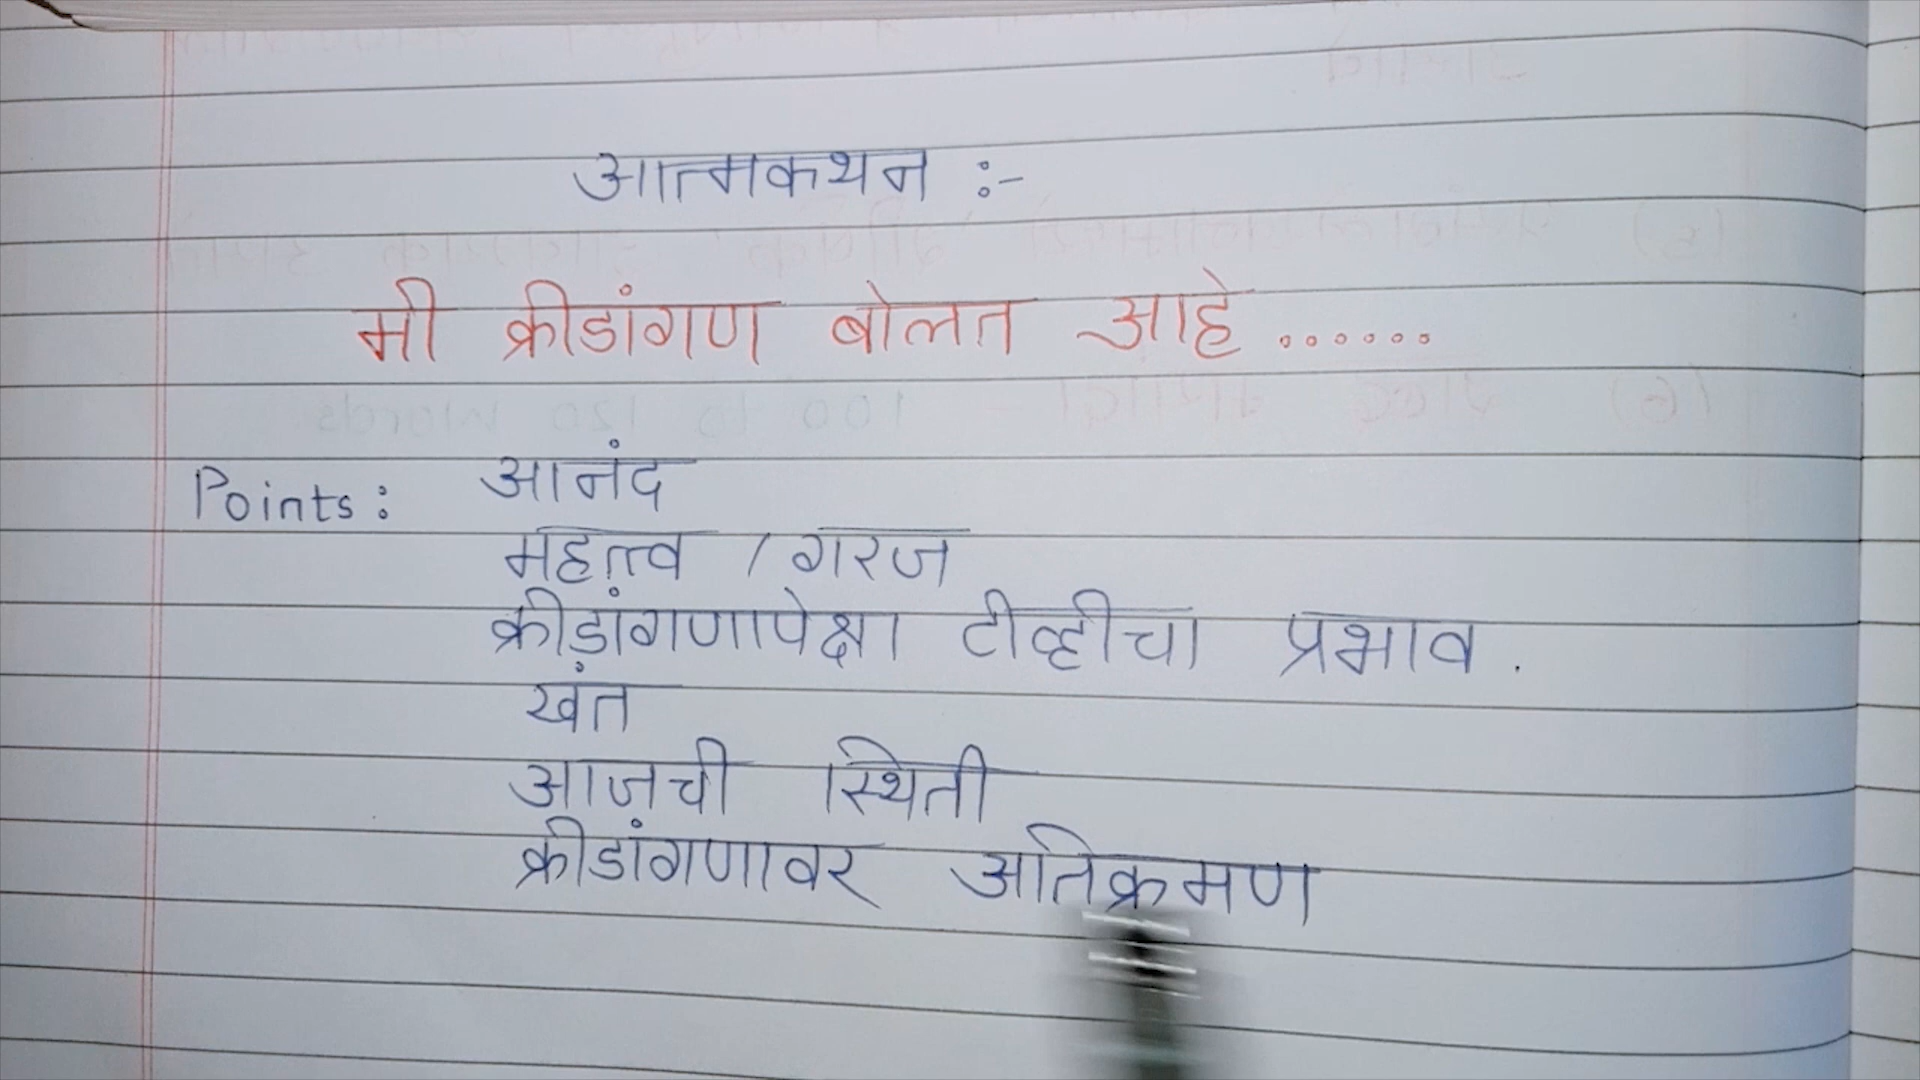 आत्मकथन :-
मी क्रीडांगण बोलत आहे ......
Points : आनंद
महत्त्व / गरज
क्रीडांगणापेक्षा टीव्हीचा प्रभाव .
खंत
आजची स्थिती
क्रीडांगणावर अतिक्रमण